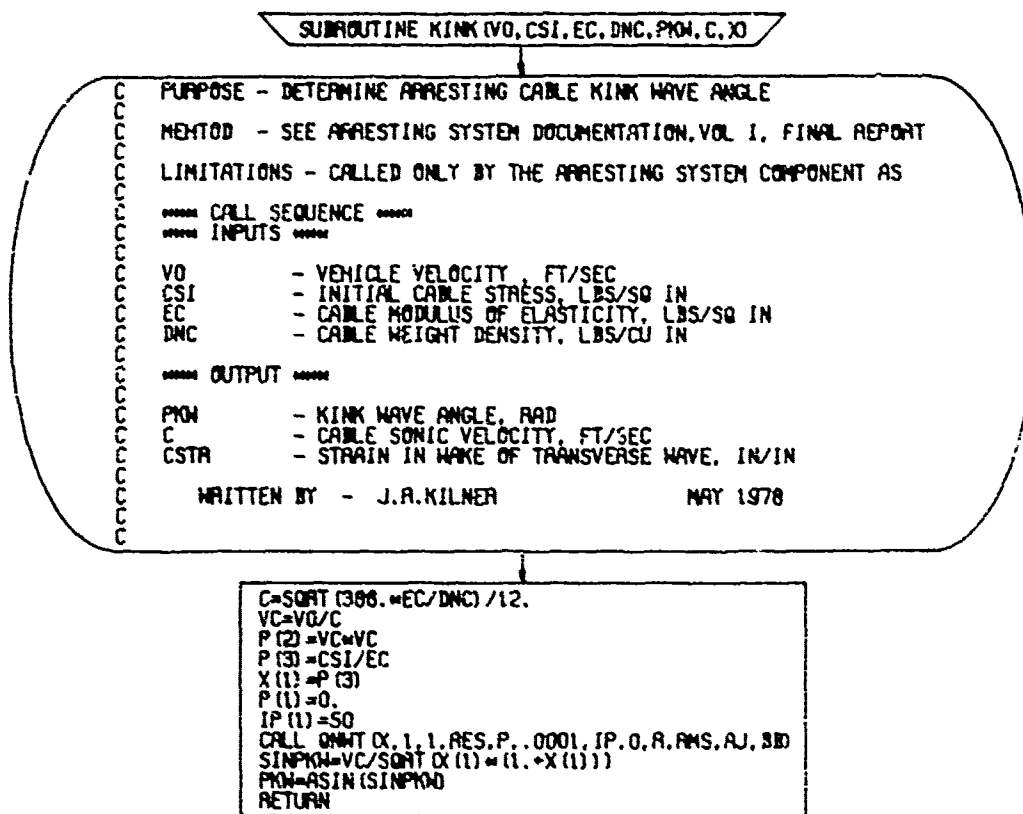 SUBROUTINE KINK(VO,CSI,EC,DNC,PKW,C,X)
C PURPOSE - DETERMINE ARRESTING CABLE KINK WAVE ANGLE
C
C MEHTOD - SEE ARRESTING SYSTEM DOCUMENTATION,VOL I, FINAL REPORT
C
C LIMITATIONS - CALLED ONLY BY THE ARRESTING SYSTEM COMPONENT AS
C
C ***** CALL SEQUENCE *****
C ***** INPUTS *****
C
C VO - VEHICLE VELOCITY , FT/SEC
C CSI - INITIAL CABLE STRESS, LBS/SQ IN
C EC - CABLE MODULUS OF ELASTICITY, LBS/SQ IN
C DNC - CABLE WEIGHT DENSITY, LBS/CU IN
C
C ***** OUTPUT *****
C
C PKW - KINK WAVE ANGLE, RAD
C C - CABLE SONIC VELOCITY, FT/SEC
C CSTR - STRAIN IN WAKE OF TRANSVERSE WAVE, IN/IN
C
C WRITTEN BY - J.R.KILNER MAY 1978
C
C
C=SQRT(386.*EC/DNC)/12.
VC=VO/C
P(2)=VC*VC
P(3)=CSI/EC
X(1)=P(3)
P(1)=0.
IP(1)=50
CALL QNWT(X,1,1,RES,P,.0001,IP,0,R,RMS,AJ,BB)
SINPKW=VC/SQRT(X(1)*(1.+X(1)))
PKW=ASIN(SINPKW)
RETURN